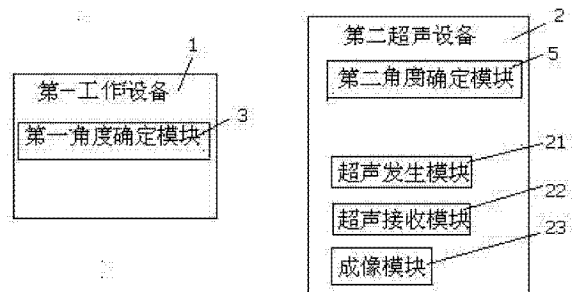 1
第一工作设备
3
第一角度确定模块
2
第二超声设备
5
第二角度确定模块
21
超声发生模块
22
超声接收模块
23
成像模块